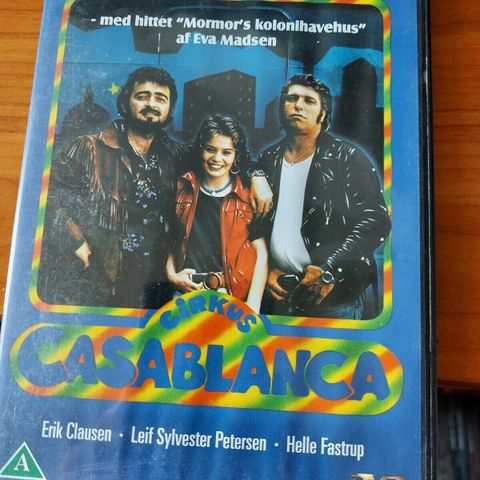 - med hittet "Mormor's kolonihavehus"
af Eva Madsen
CIRKUS
CASABLANCA
Erik Clausen · Leif Sylvester Petersen · Helle Fastrup
A